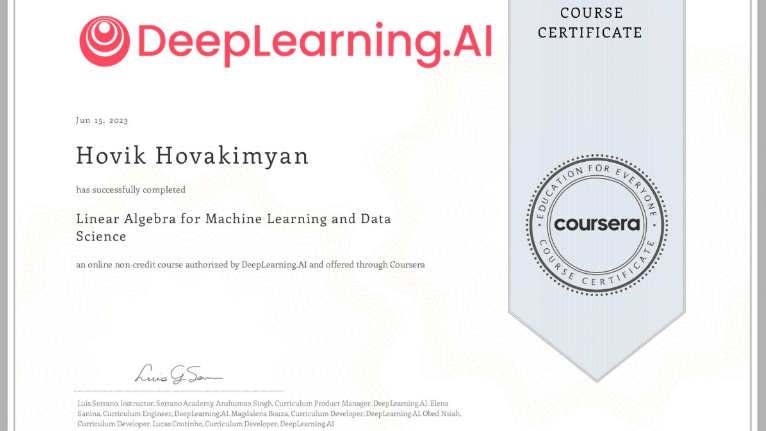 DeepLearning.AI
COURSE
CERTIFICATE
Jun 15, 2023
Hovik Hovakimyan
has successfully completed
Linear Algebra for Machine Learning and Data
Science
an online non-credit course authorized by DeepLearning.AI and offered through Coursera
EDUCATION FOR EVERYONE
coursera
COURSE CERTIFICATE
Luis Serrano, Instructor, Serrano Academy. Anshuman Singh, Curriculum Product Manager, DeepLearning.AI. Elena
Sanina, Curriculum Engineer, DeepLearning.AI. Magdalena Bouza, Curriculum Developer, DeepLearning.AI. Obed Nsiah,
Curriculum Developer, Lucas Coutinho, Curriculum Developer, DeepLearning.AI